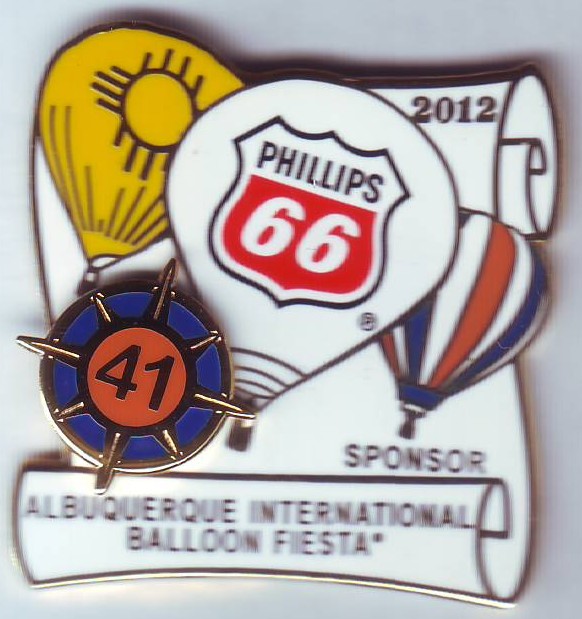 2012
PHILLIPS
66
®
41
SPONSOR
ALBUQUERQUE INTERNATIONAL
BALLOON FIESTA®